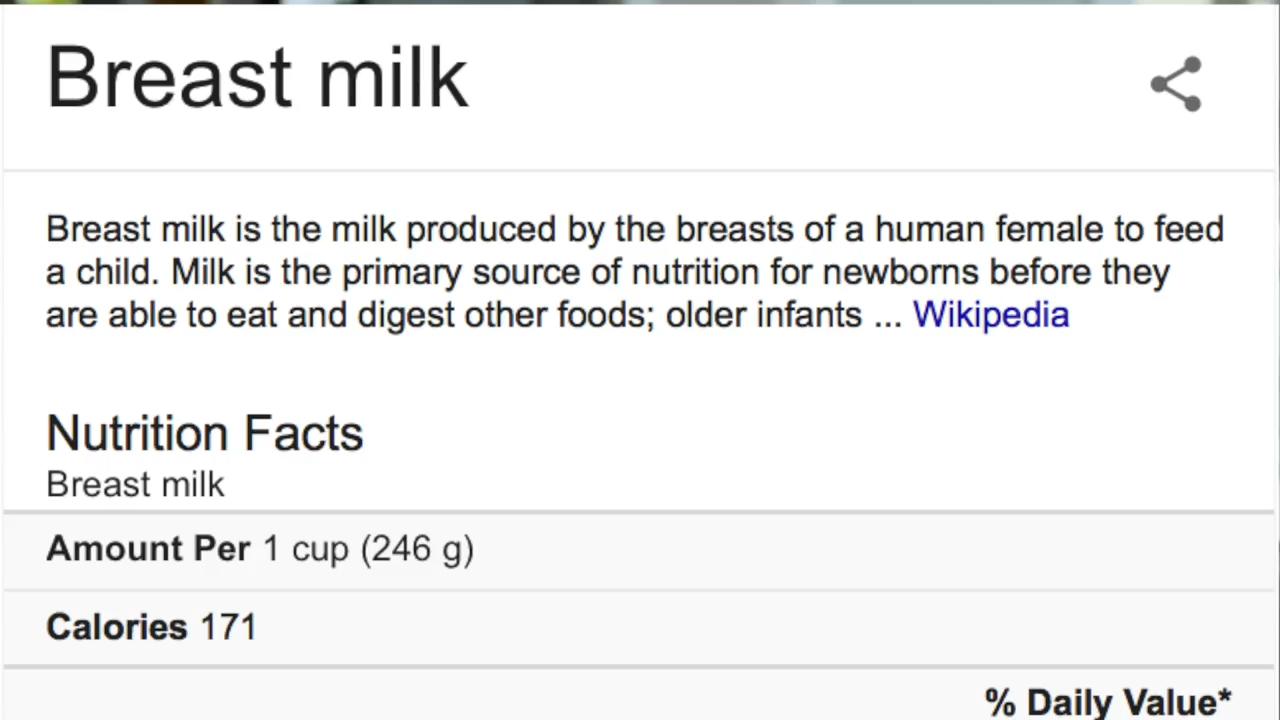 Breast milk
Breast milk is the milk produced by the breasts of a human female to feed
a child. Milk is the primary source of nutrition for newborns before they
are able to eat and digest other foods; older infants ... Wikipedia
Nutrition Facts
Breast milk
Amount Per 1 cup (246 g)
Calories 171
% Daily Value*